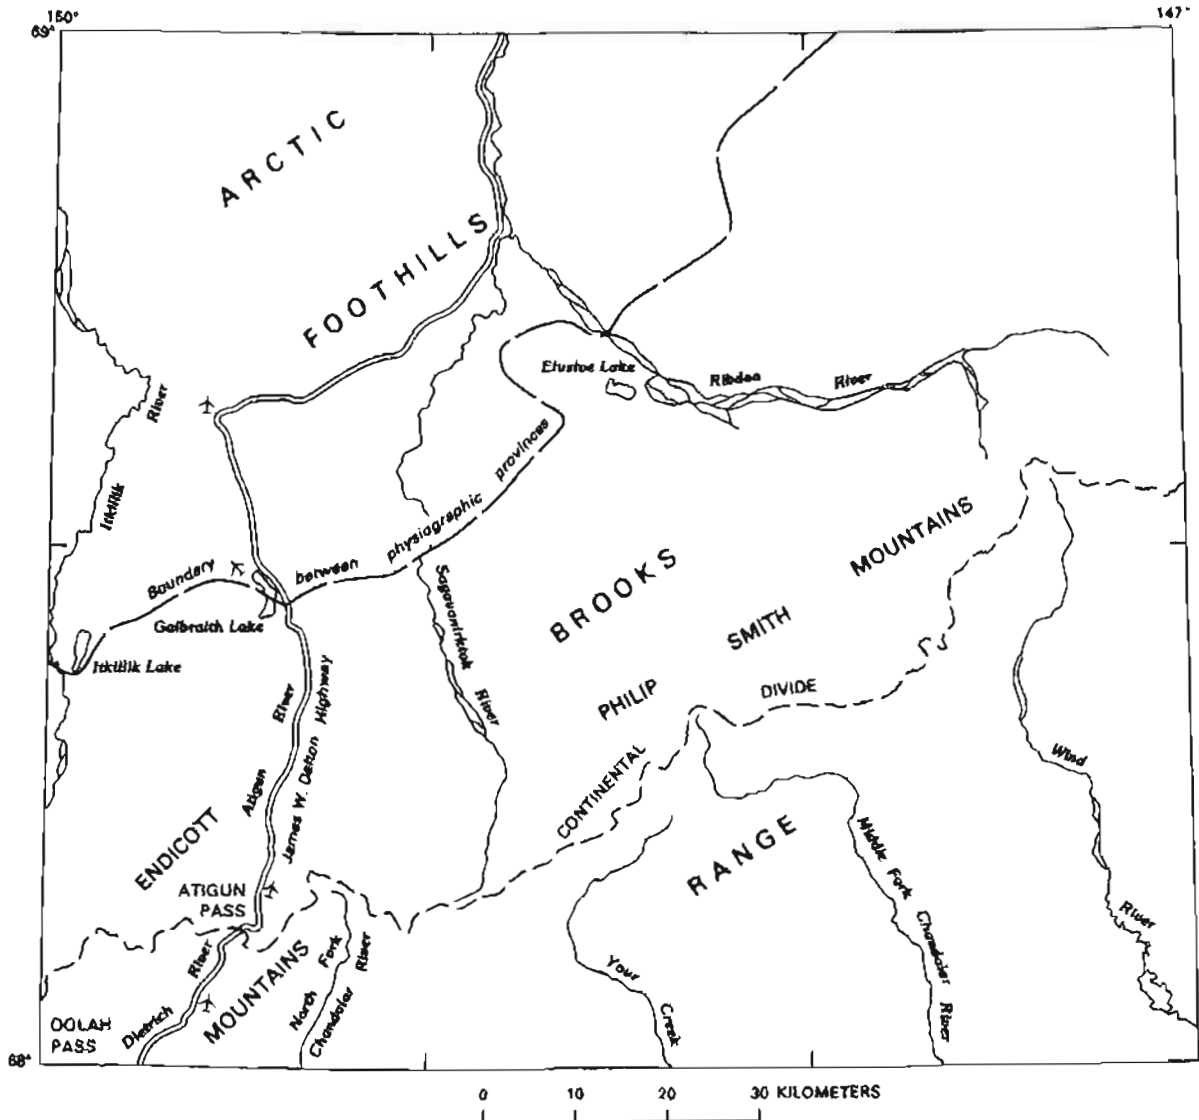 150°
147°
69°
ARCTIC
FOOTHILLS
Elusive Lake
Ribdon River
Itkillik River
Boundary between physiographic provinces
Galbraith Lake
Itkillik Lake
Sagavanirktok River
BROOKS
RANGE
PHILIP SMITH MOUNTAINS
CONTINENTAL DIVIDE
Atigun River
James W. Dalton Highway
ENDICOTT
MOUNTAINS
ATIGUN
PASS
Wind River
Middle Fork Chandalar River
Your Creek
North Fork
Chandalar River
Dietrich River
OOLAH
PASS
68°
0 10 20 30 KILOMETERS
0